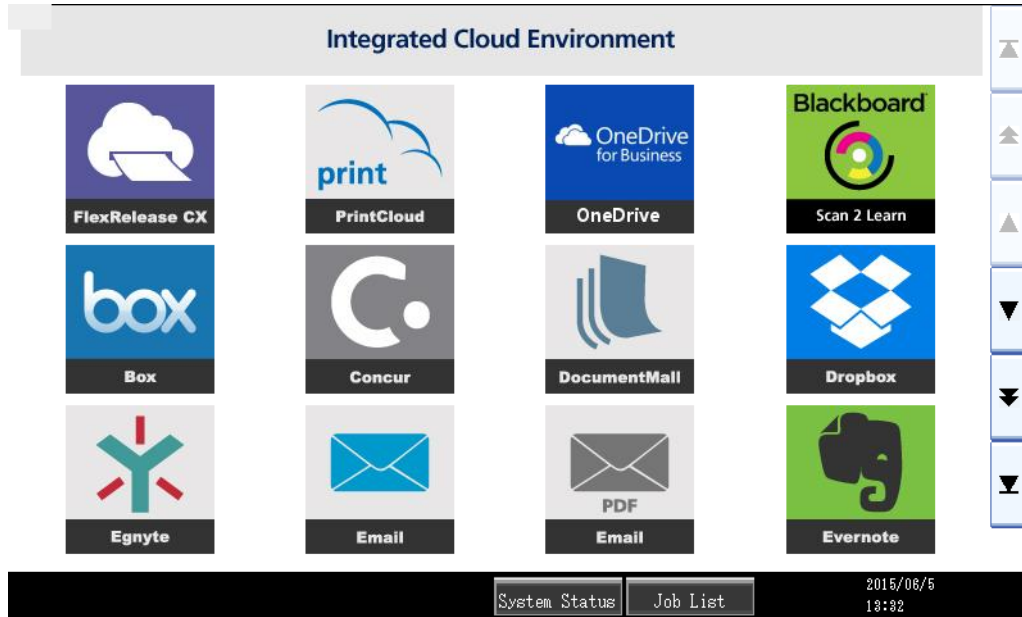 Integrated Cloud Environment
FlexRelease CX
print
PrintCloud
OneDrive
for Business
OneDrive
Blackboard
Scan 2 Learn
box
Box
Concur
DocumentMall
Dropbox
Egnyte
Email
PDF
Email
Evernote
System Status
Job List
2015/06/5
13:32